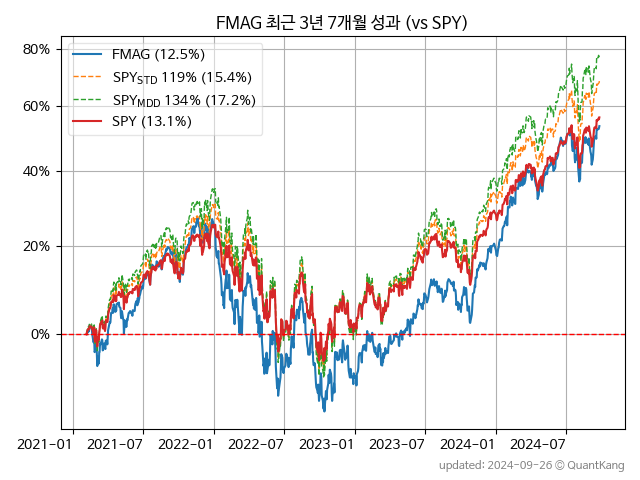 FMAG 최근 3년 7개월 성과 (vs SPY)
80%
60%
40%
20%
0%
FMAG (12.5%)
SPY_STD 119% (15.4%)
SPY_MDD 134% (17.2%)
SPY (13.1%)
2021-01 2021-07 2022-01 2022-07 2023-01 2023-07 2024-01 2024-07
updated: 2024-09-26 © QuantKang